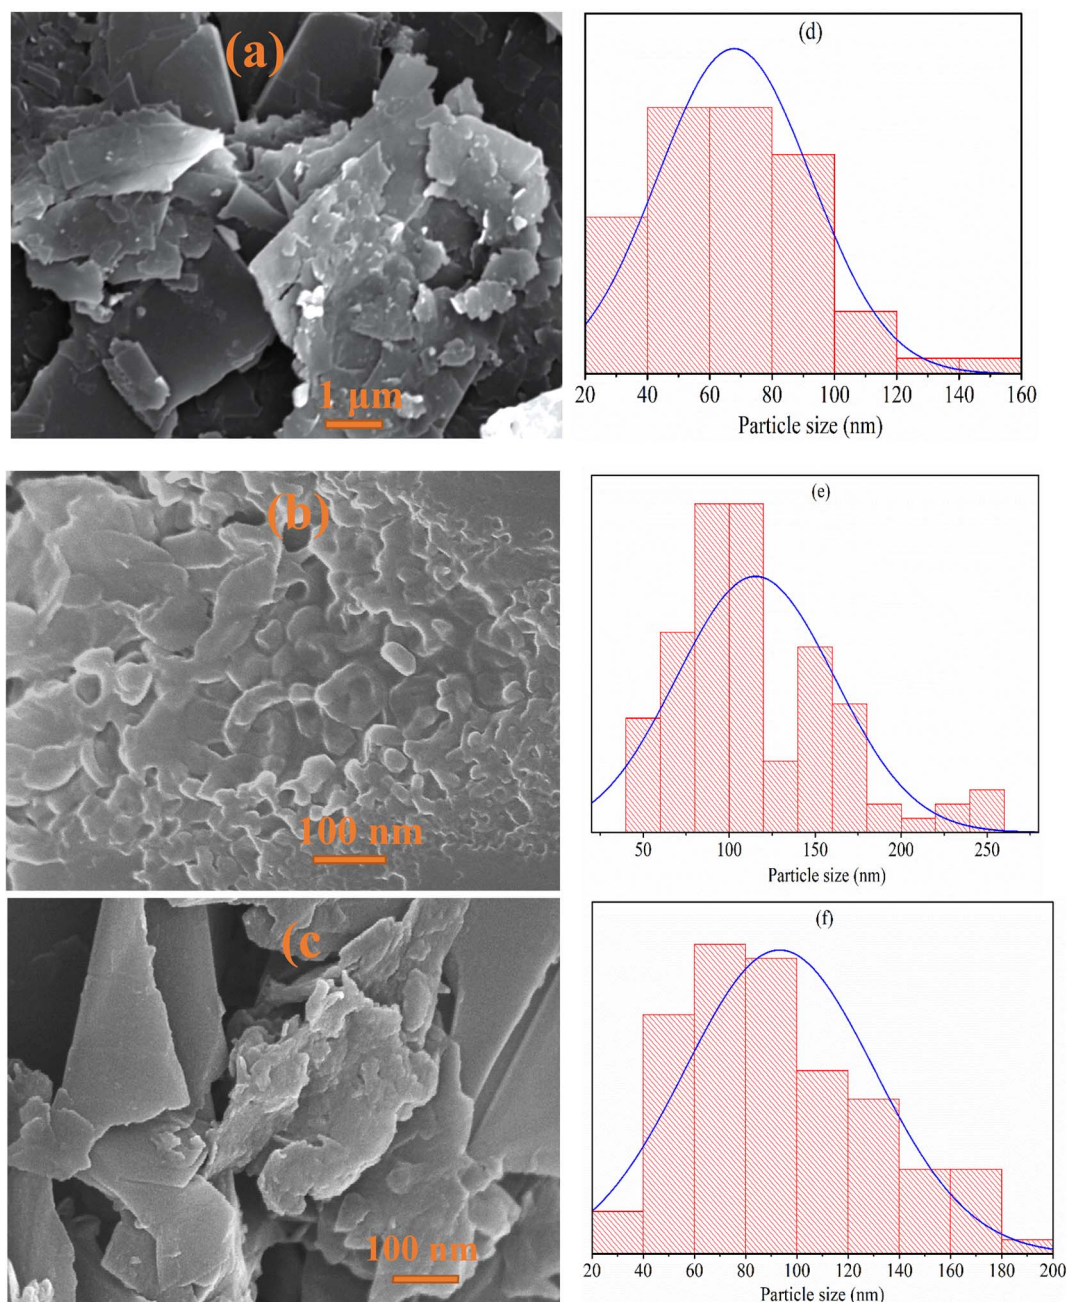 (a)
1 μm
(d)
20 40 60 80 100 120 140 160
Particle size (nm)
(b)
100 nm
(e)
50 100 150 200 250
Particle size (nm)
(c
100 nm
(f)
20 40 60 80 100 120 140 160 180 200
Particle size (nm)